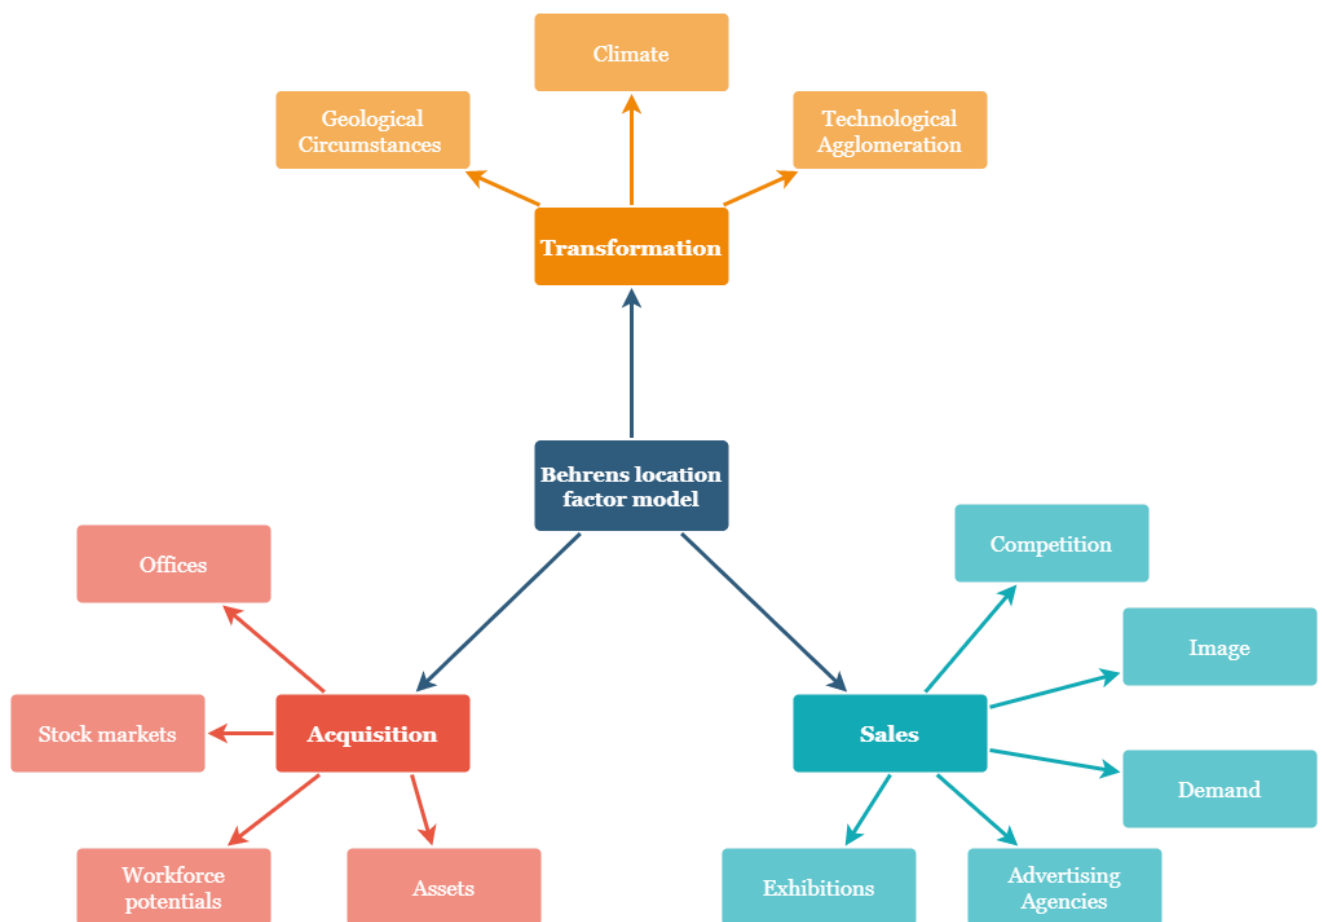 Climate
Geological
Circumstances
Technological
Agglomeration
Transformation
Behrens location
factor model
Competition
Offices
Image
Stock markets
Acquisition
Sales
Demand
Workforce
potentials
Assets
Exhibitions
Advertising
Agencies